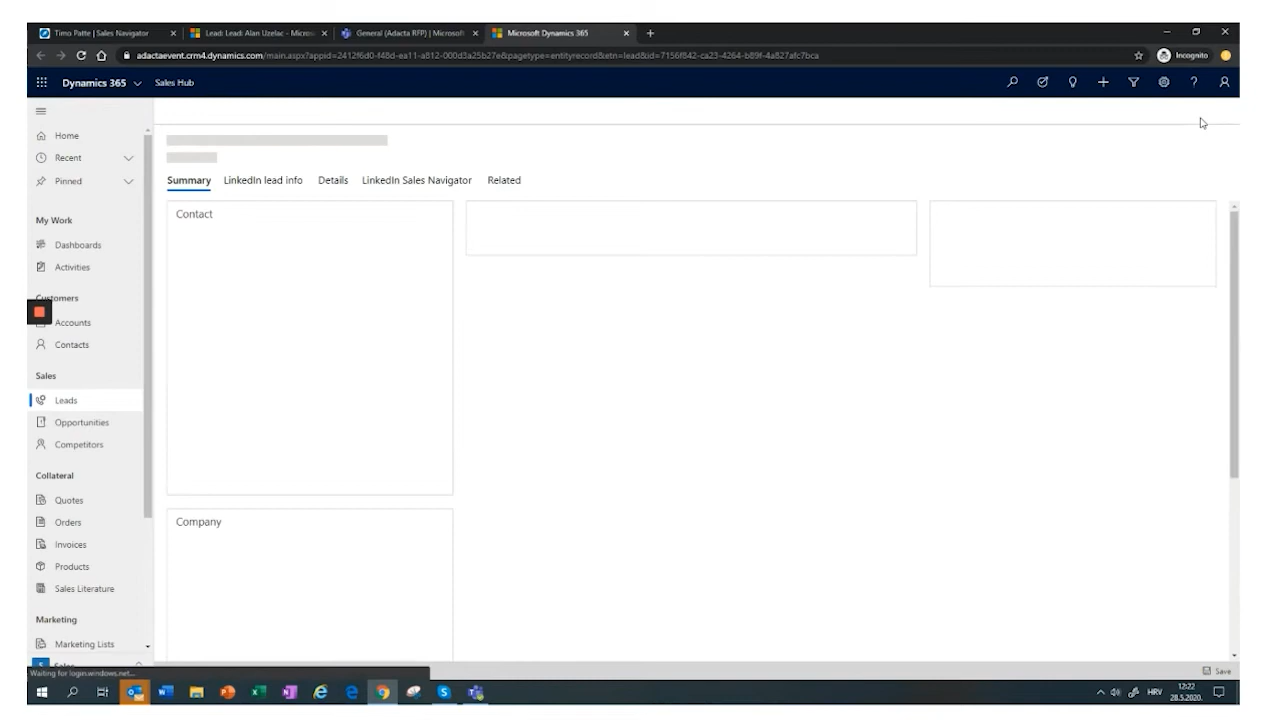 Timo Patte | Sales Navigator
Lead: Lead: Alan Uzelac - Micros
General (Adacta RFP) | Microsoft
Microsoft Dynamics 365
adactaevent.crm4.dynamics.com/main.aspx?appid=2412f6d0-f48d-ea11-a812-000d3a25b27e&pagetype=entityrecord&etn=lead&id=7156f842-ca23-4264-b89f-4a827afc7bca
Incognito
Dynamics 365
Sales Hub
Home
Recent
Pinned
My Work
Dashboards
Activities
Customers
Accounts
Contacts
Sales
Leads
Opportunities
Competitors
Collateral
Quotes
Orders
Invoices
Products
Sales Literature
Marketing
Marketing Lists
S Sales
Summary LinkedIn lead info Details LinkedIn Sales Navigator Related
Contact
Company
Waiting for login.windows.net...
Save
HRV
12:22
28.5.2020.